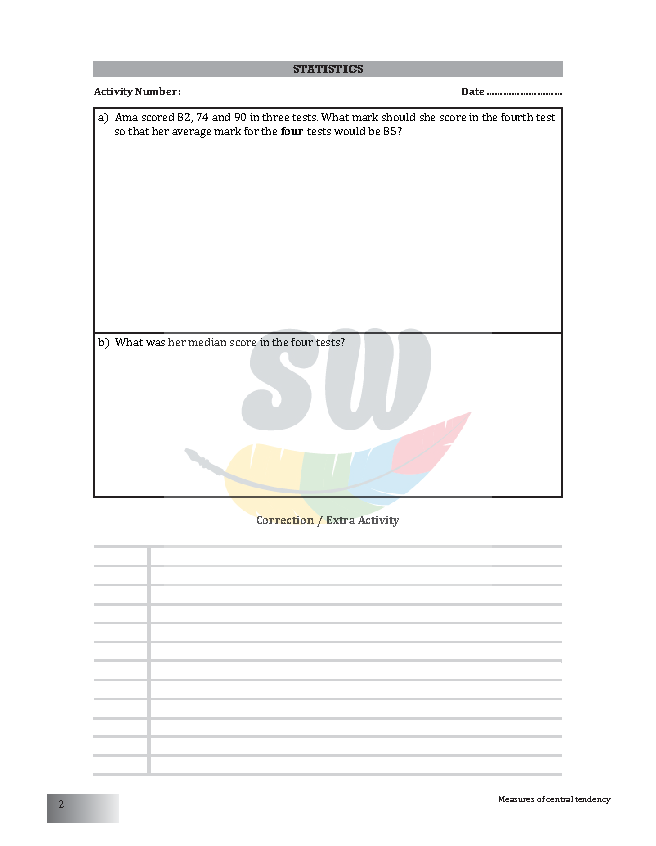 STATISTICS
Activity Number: Date ...........................
a) Ama scored 82, 74 and 90 in three tests. What mark should she score in the fourth test
so that her average mark for the four tests would be 85?
b) What was her median score in the four tests?
sw
Correction / Extra Activity
2
Measures of central tendency